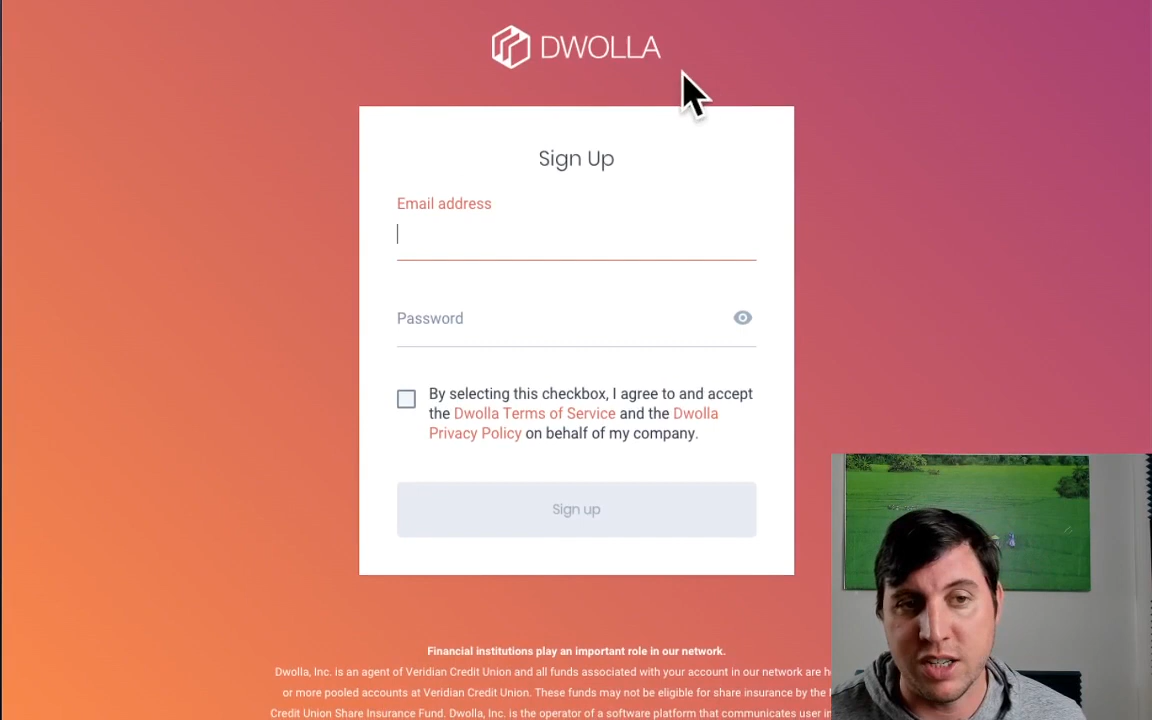 DWOLLA
Sign Up
Email address
Password
By selecting this checkbox, I agree to and accept
the Dwolla Terms of Service and the Dwolla
Privacy Policy on behalf of my company.
Sign up
Financial institutions play an important role in our network.
Dwolla, Inc. is an agent of Veridian Credit Union and all funds associated with your account in our network are
or more pooled accounts at Veridian Credit Union. These funds may not be eligible for share insurance by the
Credit Union Share Insurance Fund. Dwolla, Inc. is the operator of a software platform that communicates user